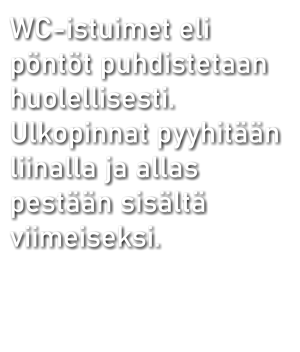 WC-istuimet eli
pöntöt puhdistetaan
huolellisesti.
Ulkopinnat pyyhitään
liinalla ja allas
pestään sisältä
viimeiseksi.